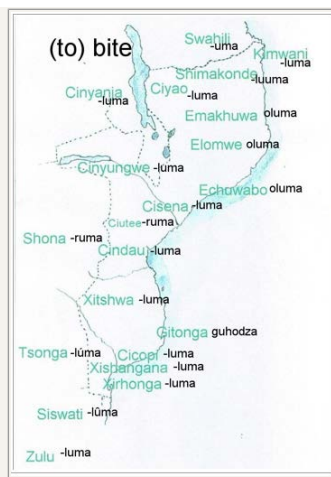 (to) bite
Swahili -uma
Kimwani -luma
Shimakonde -luuma
Cinyanja -luma
Ciyao -luma
Emakhuwa oluma
Elomwe oluma
Cinyungwe -luma
Echuwabo oluma
Cisena -luma
Ciutee -ruma
Shona -ruma
Cindau -luma
Xitshwa -luma
Gitonga guhodza
Tsonga -lúma
Cicopi -luma
Xishangana -luma
Xirhonga -luma
Siswati -lûma
Zulu -luma